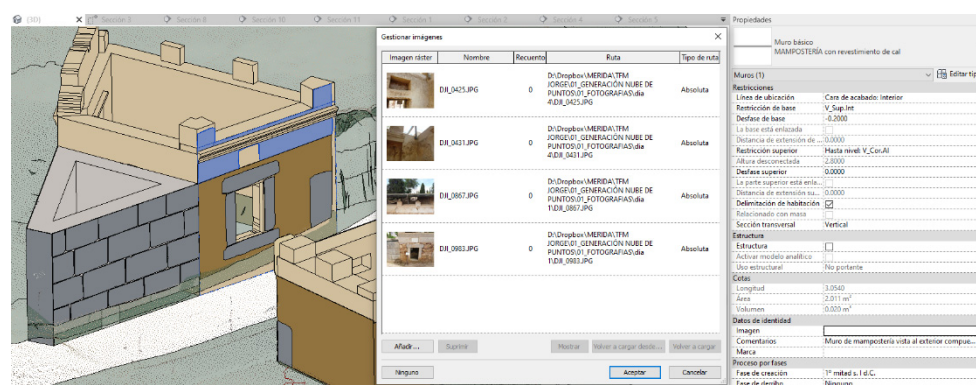 (3D)
Sección 3
Sección 8
Sección 10
Sección 11
Sección 1
Sección 2
Sección 4
Sección 5
Gestionar imágenes
Imagen ráster Nombre Recuento Ruta Tipo de ruta
DJI_0425.JPG 0 D:\Dropbox\MERIDA\TFM
JORGE\01_GENERACIÓN NUBE DE
PUNTOS\01_FOTOGRAFIAS\dia
4\DJI_0425.JPG Absoluta
DJI_0431.JPG 0 D:\Dropbox\MERIDA\TFM
JORGE\01_GENERACIÓN NUBE DE
PUNTOS\01_FOTOGRAFIAS\dia
4\DJI_0431.JPG Absoluta
DJI_0867.JPG 0 D:\Dropbox\MERIDA\TFM
JORGE\01_GENERACIÓN NUBE DE
PUNTOS\01_FOTOGRAFIAS\dia
1\DJI_0867.JPG Absoluta
DJI_0983.JPG 0 D:\Dropbox\MERIDA\TFM
JORGE\01_GENERACIÓN NUBE DE
PUNTOS\01_FOTOGRAFIAS\dia
1\DJI_0983.JPG Absoluta
Añadir ... Suprimir Mostrar Volver a cargar desde... Volver a cargar
Ninguno Aceptar Cancelar
Propiedades
Muro básico
MAMPOSTERÍA con revestimiento de cal
Muros (1) Editar tip
Restricciones
Línea de ubicación Cara de acabado: Interior
Restricción de base V_Sup.Int
Desfase de base -0.2000
La base está enlazada
Distancia de extensión de ... 0.0000
Restricción superior Hasta nivel: V_Cor.Al
Altura desconectada 2.8000
Desfase superior 0.0000
La parte superior está enla...
Distancia de extensión su... 0.0000
Delimitación de habitación
Relacionado con masa
Sección transversal Vertical
Estructura
Estructura
Activar modelo analítico
Uso estructural No portante
Cotas
Longitud 3.0540
Área 2.011 m²
Volumen 0.020 m³
Datos de identidad
Imagen
Comentarios Muro de mampostería vista al exterior compue...
Marca
Proceso por fases
Fase de creación 1ª mitad s. I d.C.
Fase de derribo Ninguno